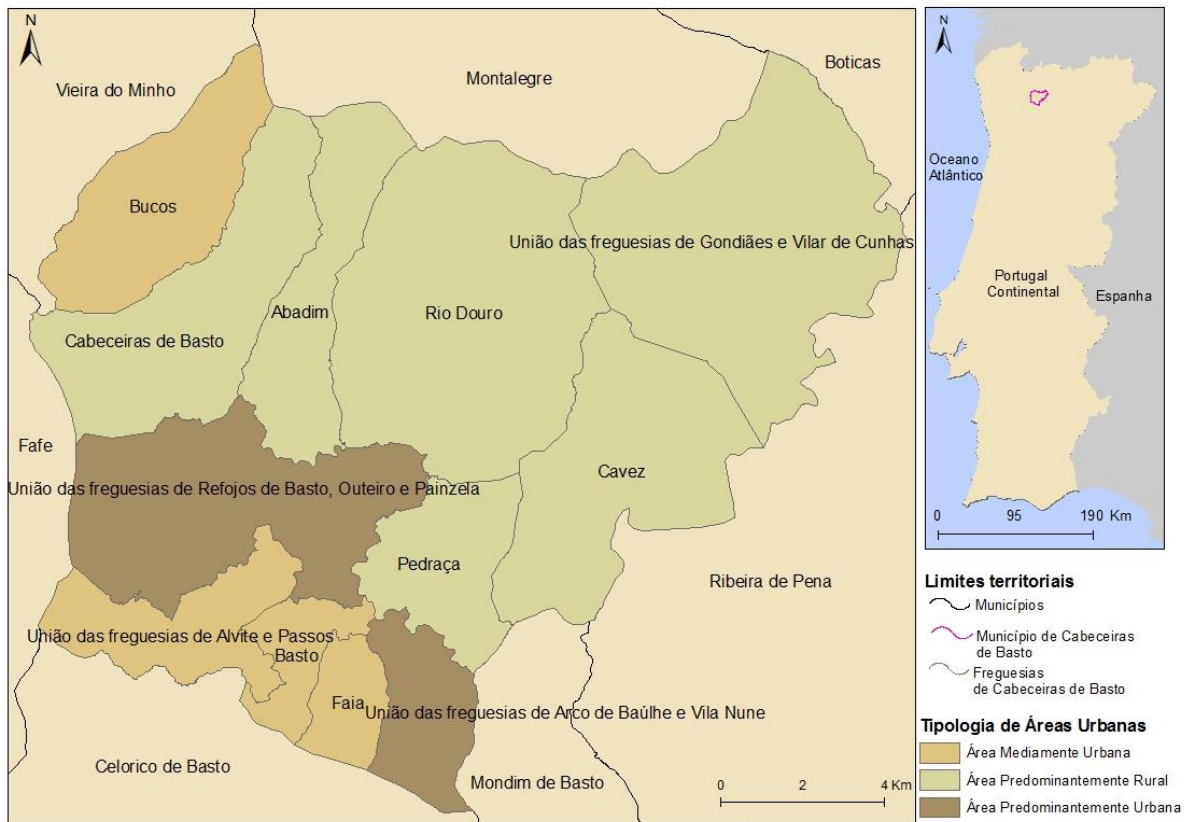 N
Vieira do Minho
Montalegre
Boticas
Bucos
União das freguesias de Gondiães e Vilar de Cunhas
Abadim
Rio Douro
Cabeceiras de Basto
Fafe
Cavez
União das freguesias de Refojos de Basto, Outeiro e Painzela
Pedraça
Ribeira de Pena
União das freguesias de Alvite e Passos
Basto
Faia
União das freguesias de Arco de Baúlhe e Vila Nune
Celorico de Basto
Mondim de Basto
0 2 4 Km
N
Oceano
Atlântico
Portugal
Continental
Espanha
0 95 190 Km
Limites territoriais
Municípios
Município de Cabeceiras
de Basto
Freguesias
de Cabeceiras de Basto
Tipologia de Áreas Urbanas
Área Mediamente Urbana
Área Predominantemente Rural
Área Predominantemente Urbana